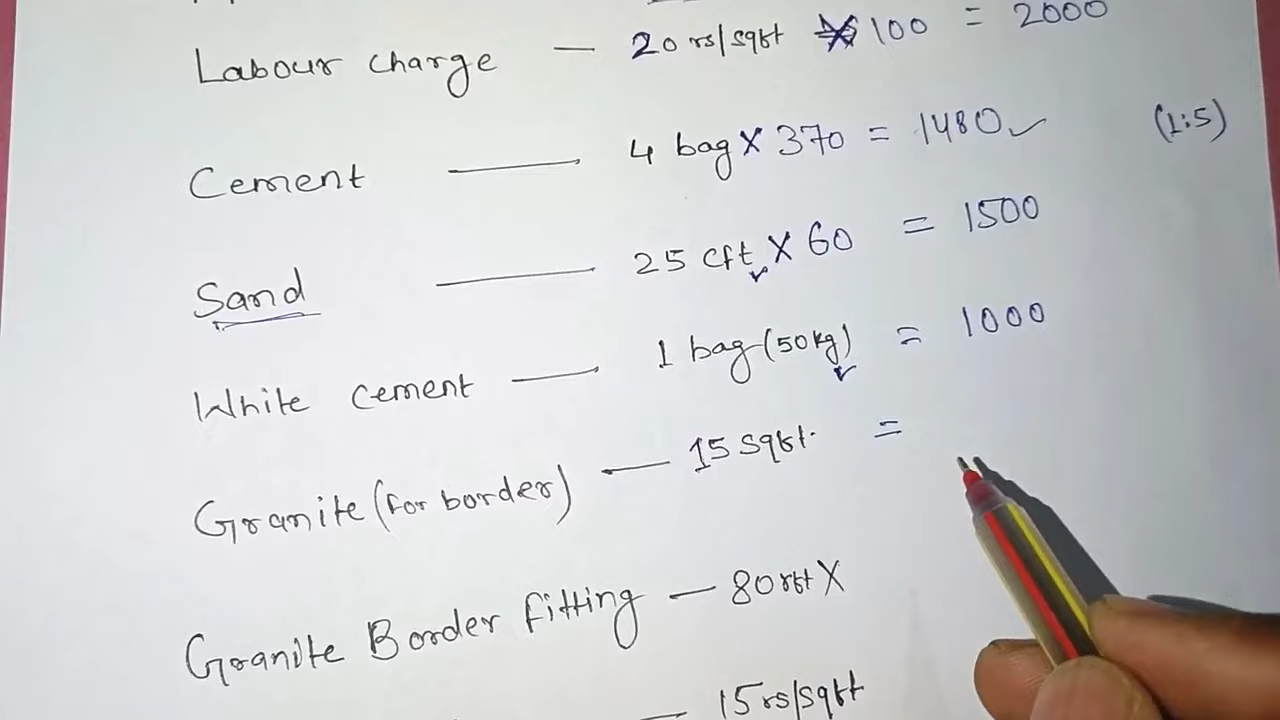 Labour charge — 20 rs/sqft X 100 = 2000
Cement — 4 bag X 370 = 1480 ✓ (1:5)
Sand — 25 cft X 60 = 1500
White cement — 1 bag (50kg) = 1000
Granite (For border) — 15 sqft. =
Granite Border fitting — 80 rft X
— 15 rs/sqft